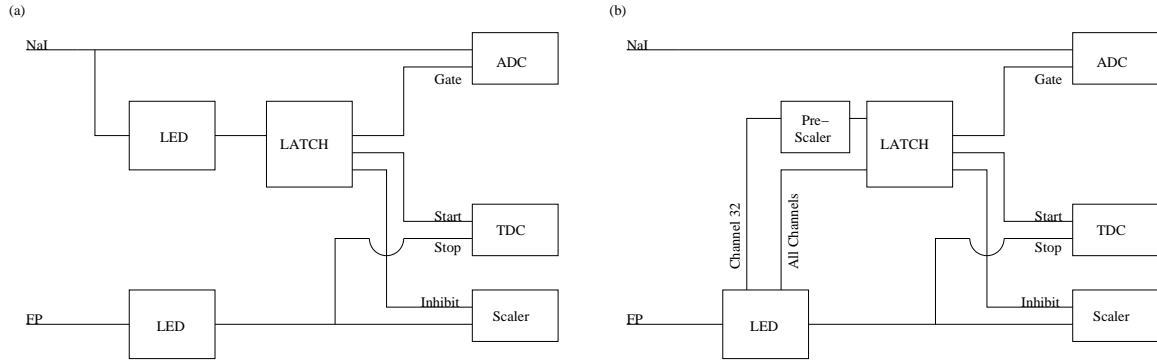 (a)
NaI
ADC
Gate
LED
LATCH
Start
TDC
Stop
Inhibit
FP
LED
Scaler
(b)
NaI
ADC
Gate
Pre-
Scaler
LATCH
Channel 32
All Channels
Start
TDC
Stop
Inhibit
FP
LED
Scaler